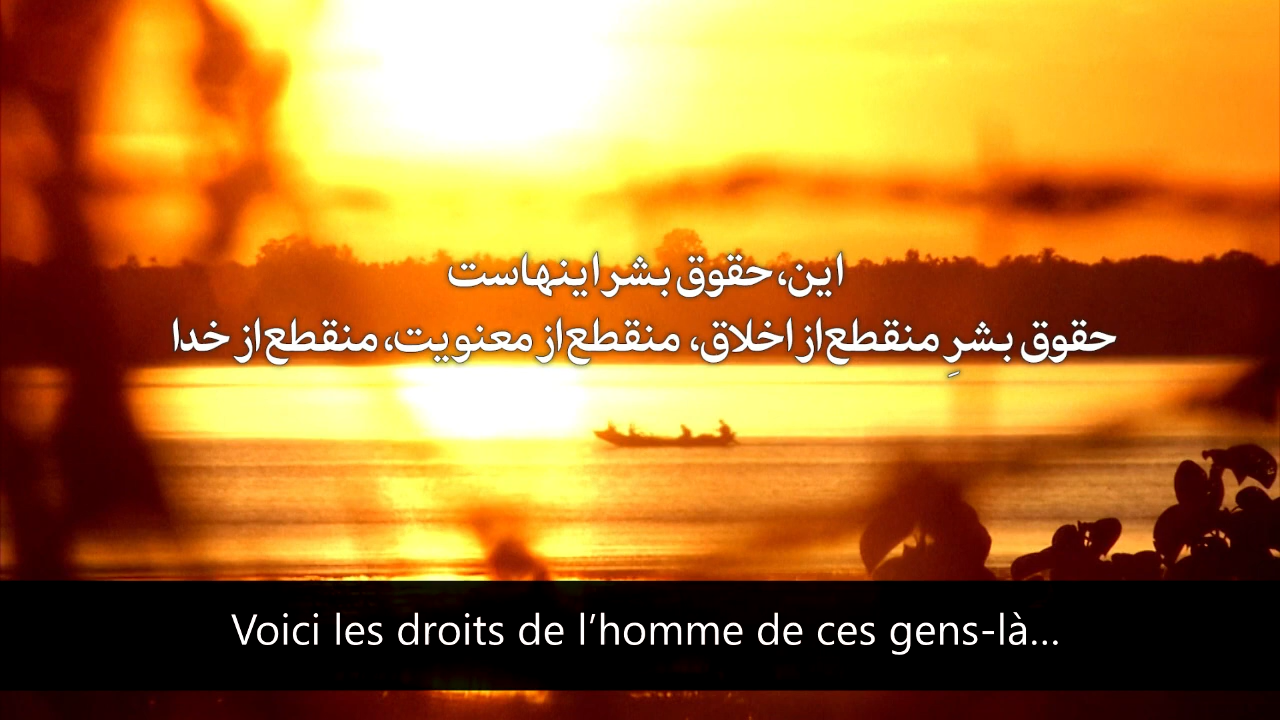 این، حقوق بشر اینهاست
حقوق بشرِ منقطع از اخلاق، منقطع از معنویت، منقطع از خدا
Voici les droits de l’homme de ces gens-là...